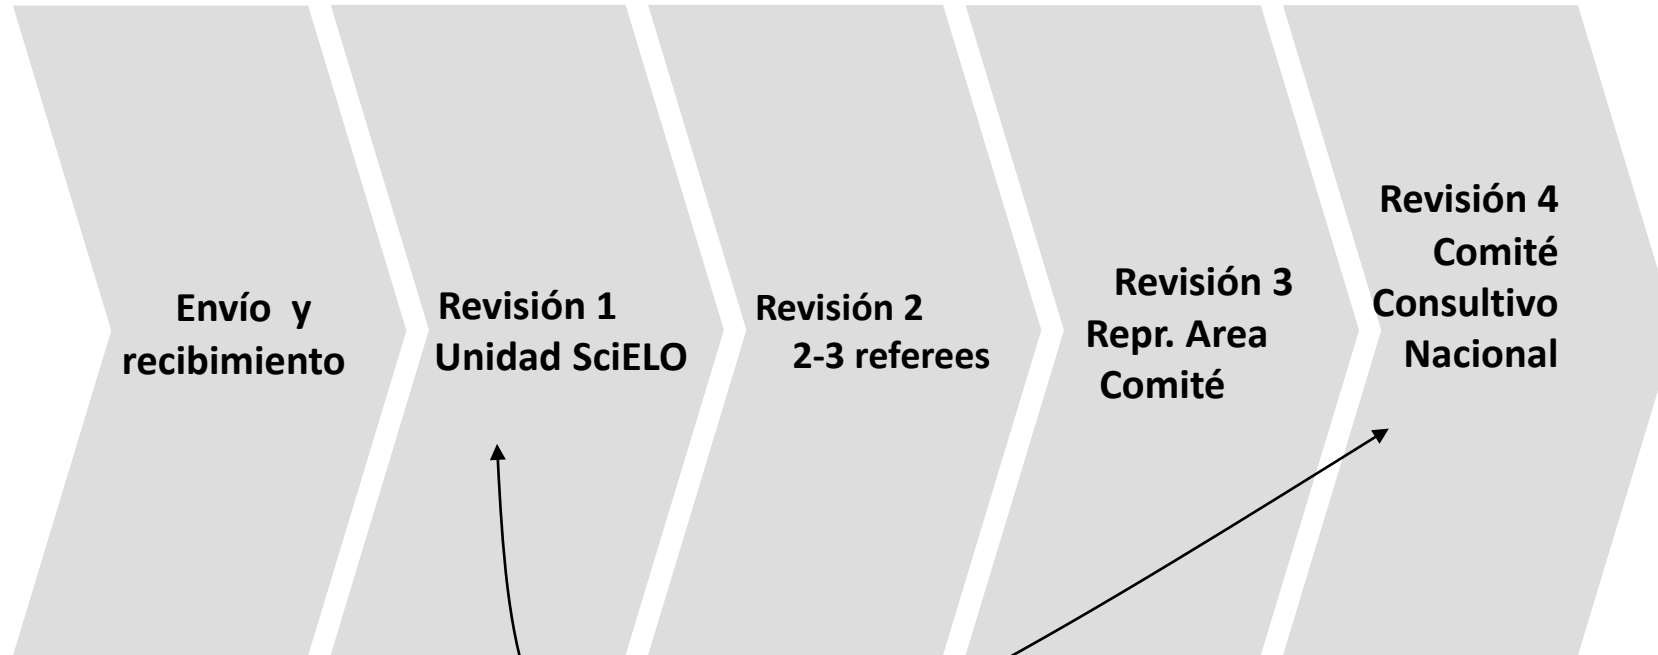 Envío y
recibimiento
Revisión 1
Unidad SciELO
Revisión 2
2-3 referees
Revisión 3
Repr. Area
Comité
Revisión 4
Comité
Consultivo
Nacional